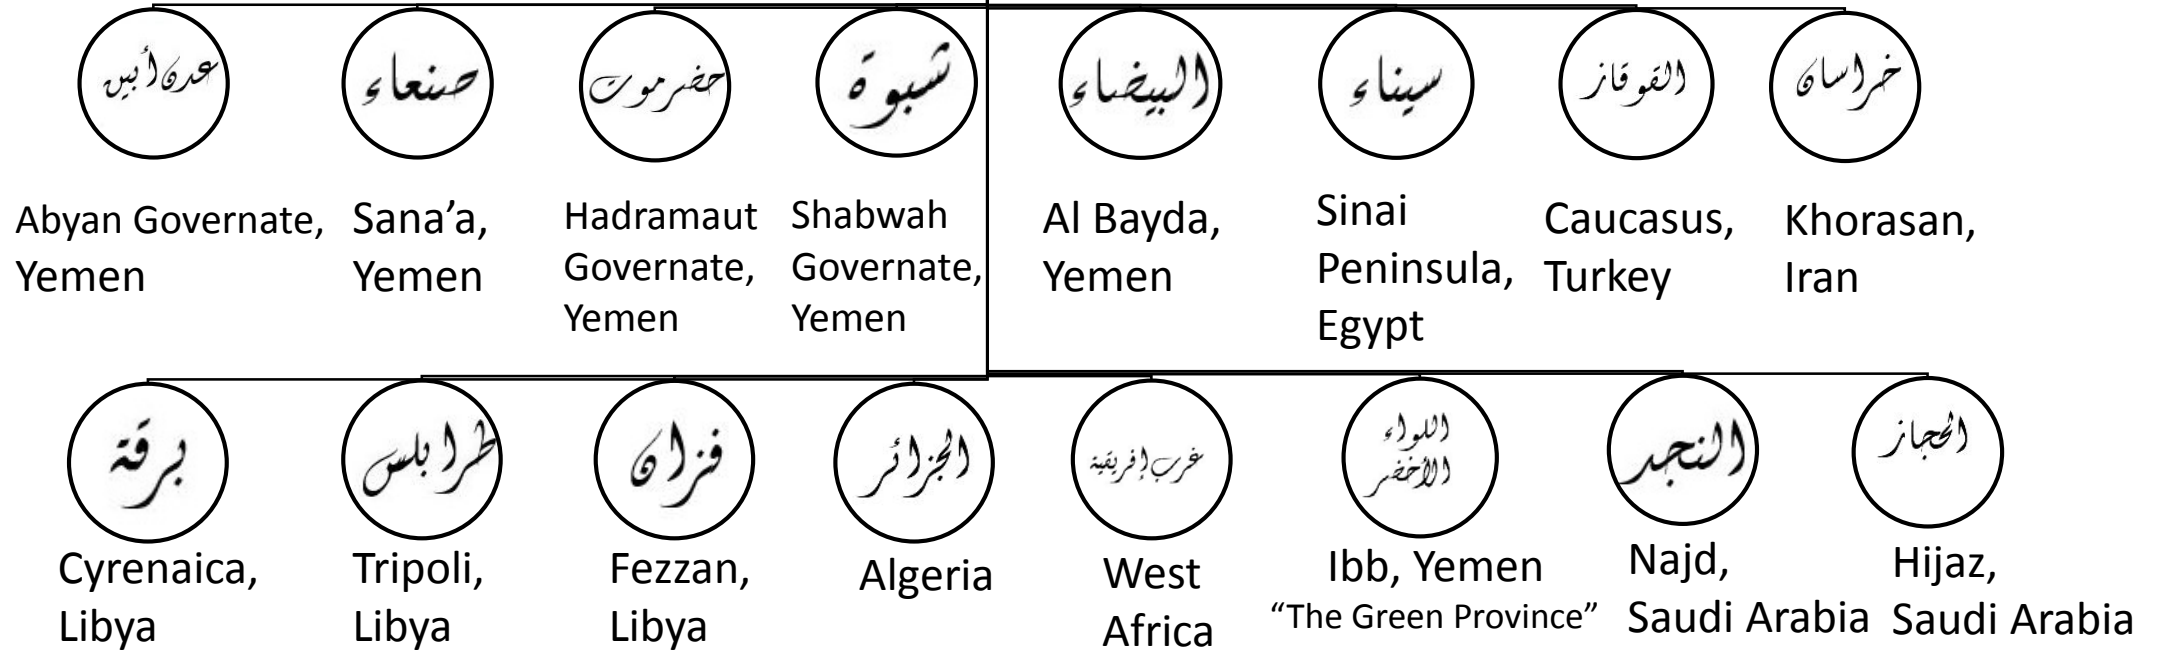 عدن أبين
صنعاء
حضرموت
شبوة
البيضاء
سيناء
القوقاز
خراسان
Abyan Governate,
Yemen
Sana’a,
Yemen
Hadramaut
Governate,
Yemen
Shabwah
Governate,
Yemen
Al Bayda,
Yemen
Sinai
Peninsula,
Egypt
Caucasus,
Turkey
Khorasan,
Iran
برقة
طرابلس
فزان
الجزائر
غرب إفريقية
اللواء
الأخضر
النجد
الحجاز
Cyrenaica,
Libya
Tripoli,
Libya
Fezzan,
Libya
Algeria
West
Africa
Ibb, Yemen
“The Green Province”
Najd,
Saudi Arabia
Hijaz,
Saudi Arabia